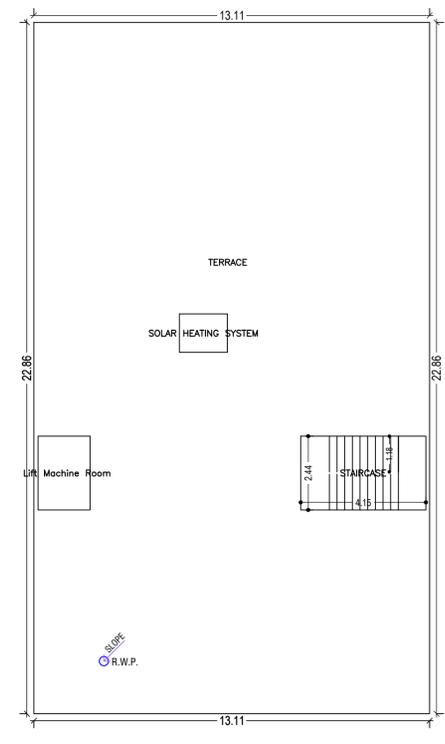 13.11
TERRACE
SOLAR HEATING SYSTEM
22.86
22.86
Lift Machine Room
2.44
STAIRCASE
1.18
4.15
SLOPE
R.W.P.
13.11